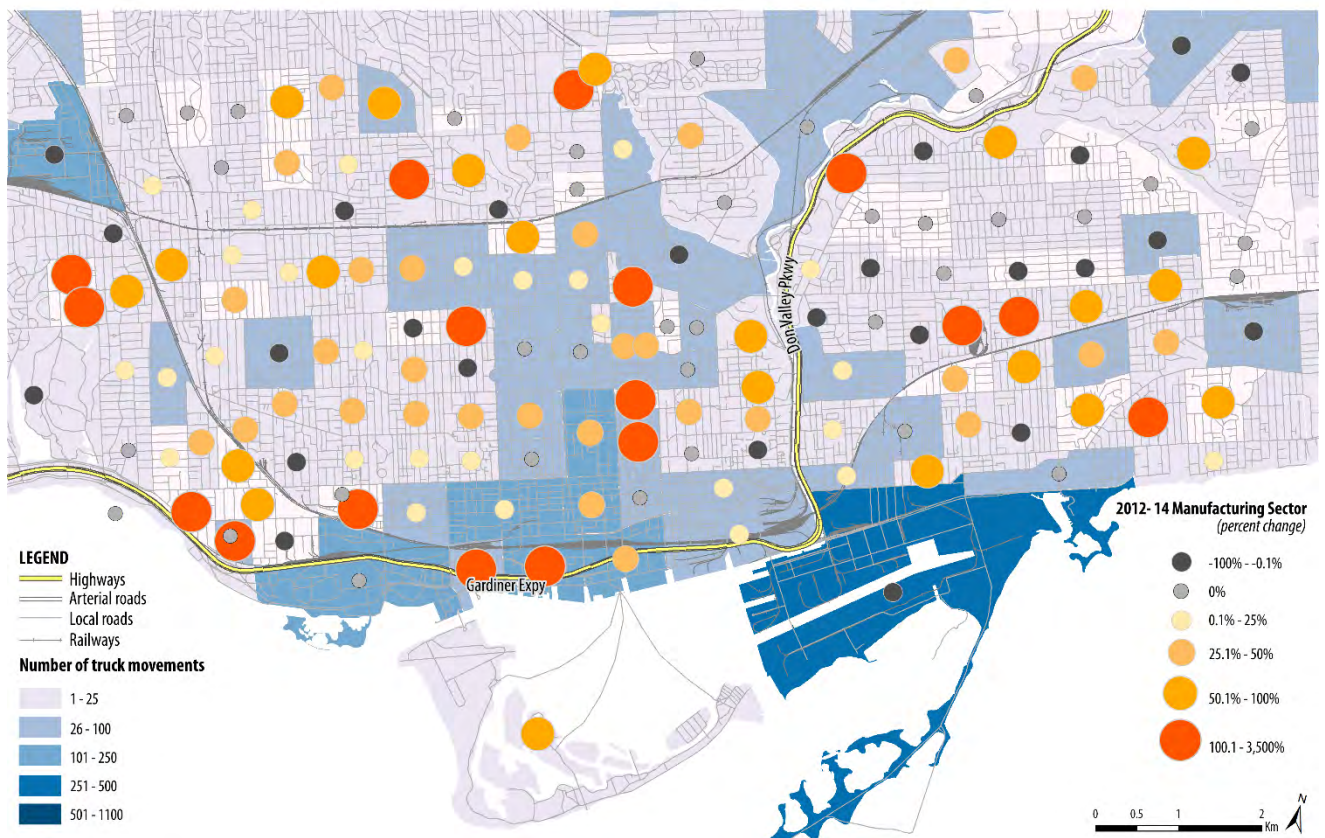 Don Valley Pkwy
Gardiner Expy
LEGEND
Highways
Arterial roads
Local roads
Railways
Number of truck movements
1 - 25
26 - 100
101 - 250
251 - 500
501 - 1100
2012- 14 Manufacturing Sector
(percent change)
-100% - -0.1%
0%
0.1% - 25%
25.1% - 50%
50.1% - 100%
100.1 - 3,500%
0 0.5 1 2
Km
N